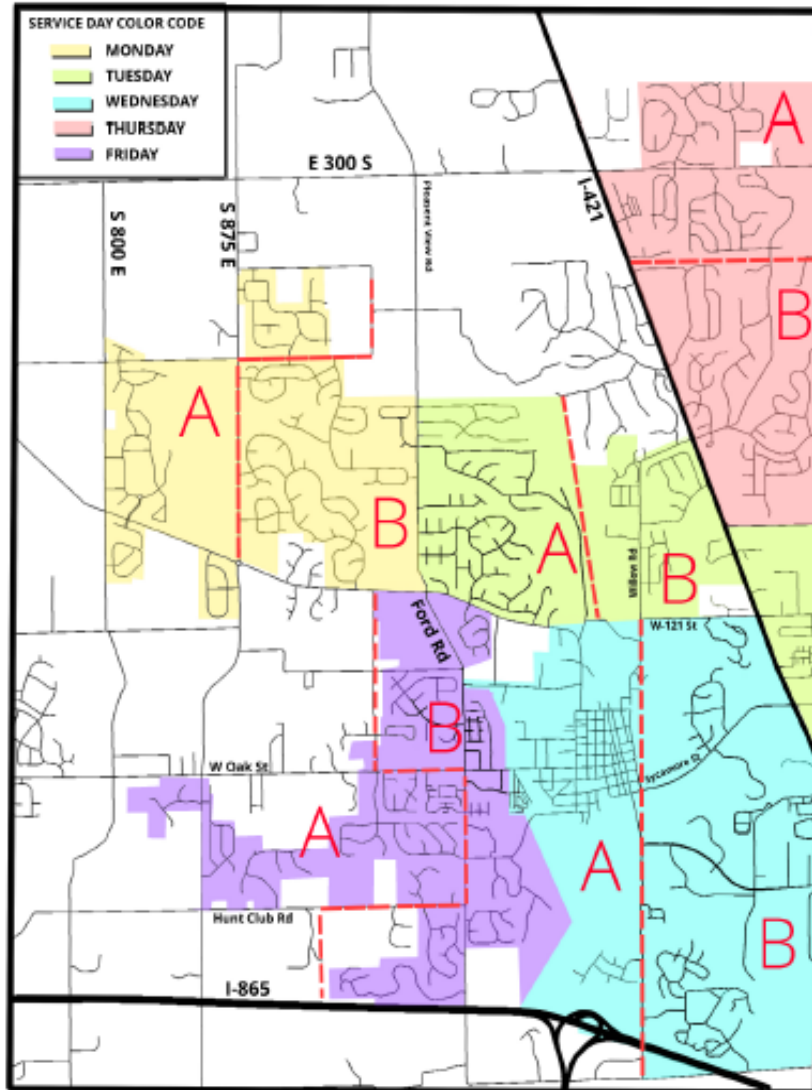 SERVICE DAY COLOR CODE
MONDAY
TUESDAY
WEDNESDAY
THURSDAY
FRIDAY
A
E 300 S
I-421
Pleasent View Rd
S 800 E
S 875 E
B
A
B
A
B
Willow Rd
Ford Rd
W-121 St
B
W Oak St
Sycamore St
A
A
B
Hunt Club Rd
I-865